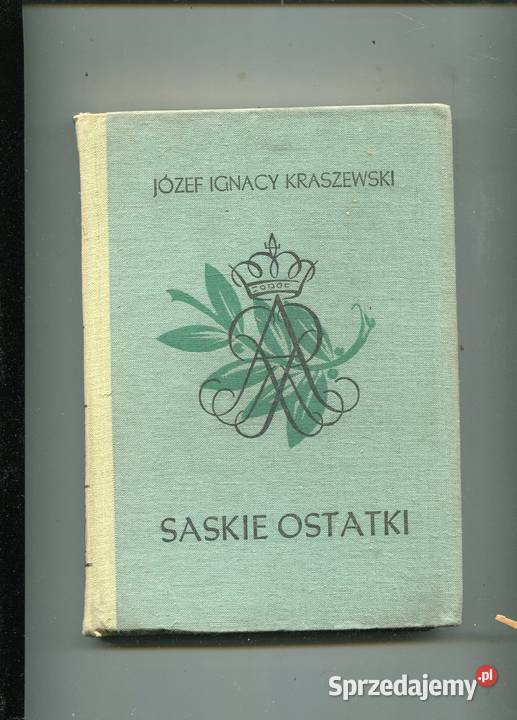 JÓZEF IGNACY KRASZEWSKI
SASKIE OSTATKI
Sprzedajemy.pl